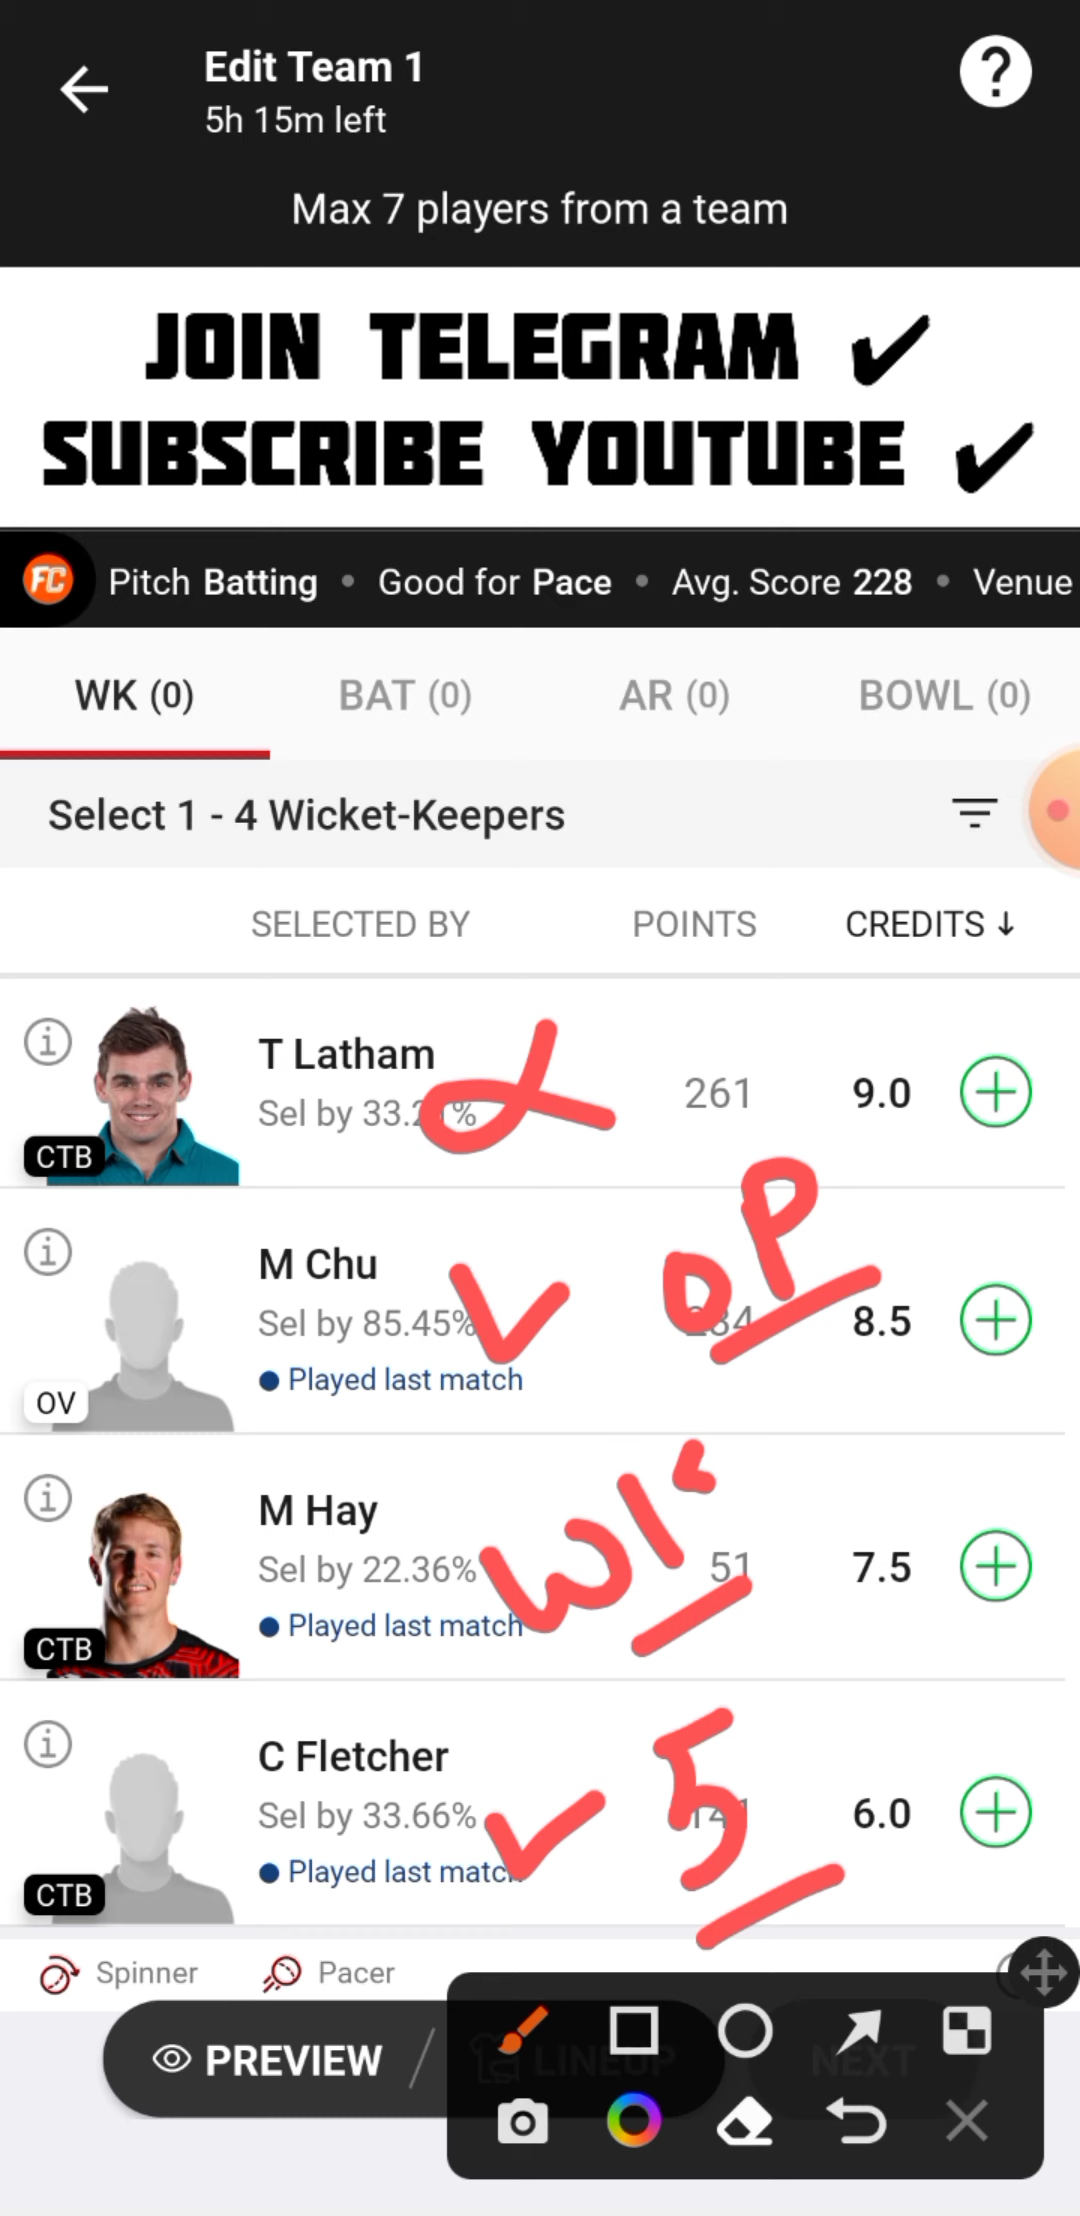 Edit Team 1
5h 15m left
?
Max 7 players from a team
JOIN TELEGRAM ✔
SUBSCRIBE YOUTUBE ✔
FC Pitch Batting • Good for Pace • Avg. Score 228 • Venue
WK (0) BAT (0) AR (0) BOWL (0)
Select 1 - 4 Wicket-Keepers
SELECTED BY POINTS CREDITS ↓
T Latham
Sel by 33.2 % 261 9.0
CTB
OP
M Chu
Sel by 85.45% 8.5
Played last match
OV
M Hay
Sel by 22.36% 51 7.5
Played last match
CTB
C Fletcher 5
Sel by 33.66% 6.0
Played last match
CTB
Spinner Pacer
PREVIEW LINEUP NEXT